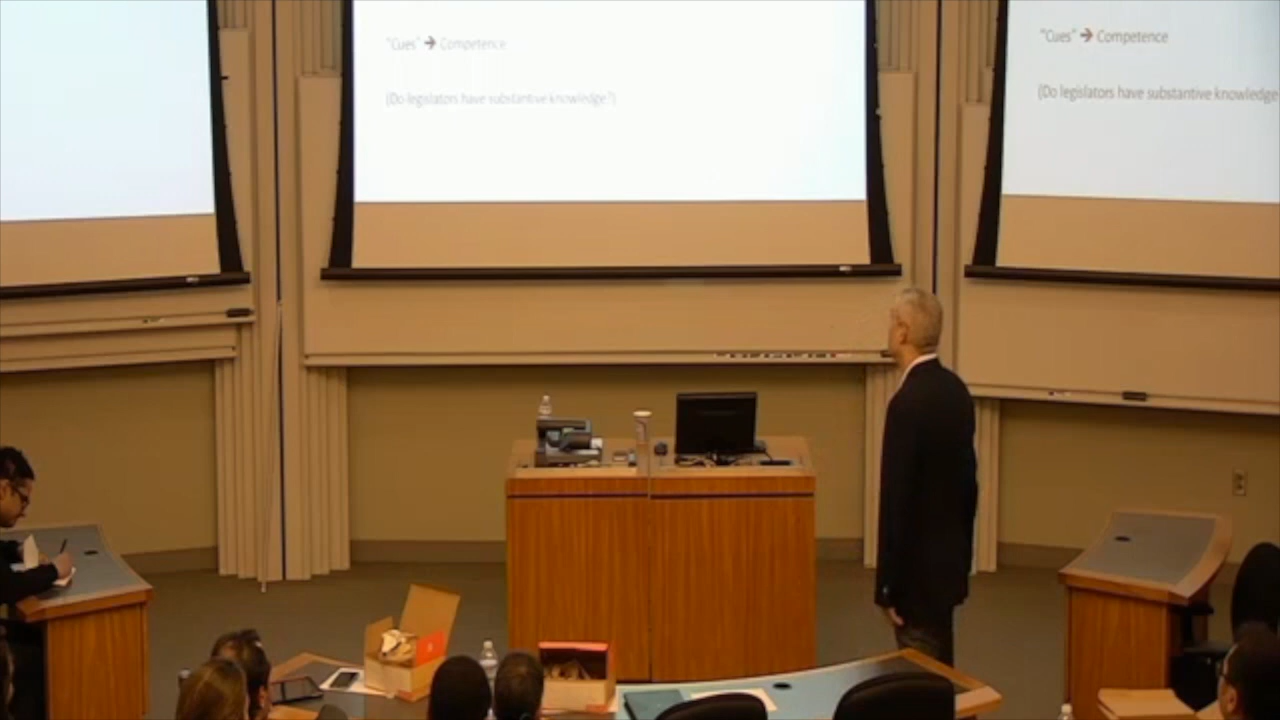 "Cues" → Competence
(Do legislators have substantive knowledge?)
"Cues" → Competence
(Do legislators have substantive knowledge